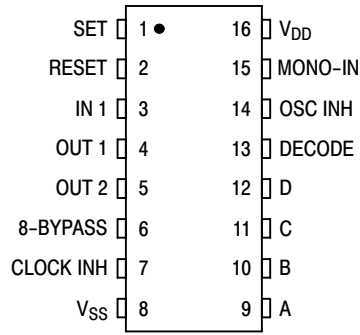 SET 1 16 VDD
RESET 2 15 MONO-IN
IN 1 3 14 OSC INH
OUT 1 4 13 DECODE
OUT 2 5 12 D
8-BYPASS 6 11 C
CLOCK INH 7 10 B
VSS 8 9 A